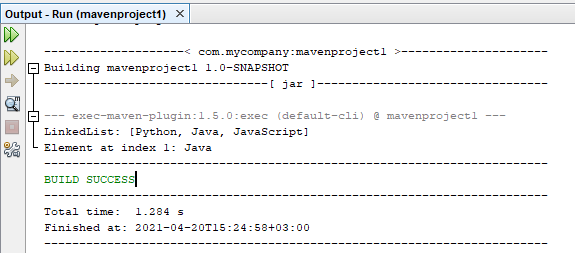 Output - Run (mavenproject1)
-------------------< com.mycompany:mavenproject1 >--------------------
Building mavenproject1 1.0-SNAPSHOT
--------------------------------[ jar ]---------------------------------
--- exec-maven-plugin:1.5.0:exec (default-cli) @ mavenproject1 ---
LinkedList: [Python, Java, JavaScript]
Element at index 1: Java
------------------------------------------------------------------------
BUILD SUCCESS
------------------------------------------------------------------------
Total time:  1.284 s
Finished at: 2021-04-20T15:24:58+03:00
------------------------------------------------------------------------